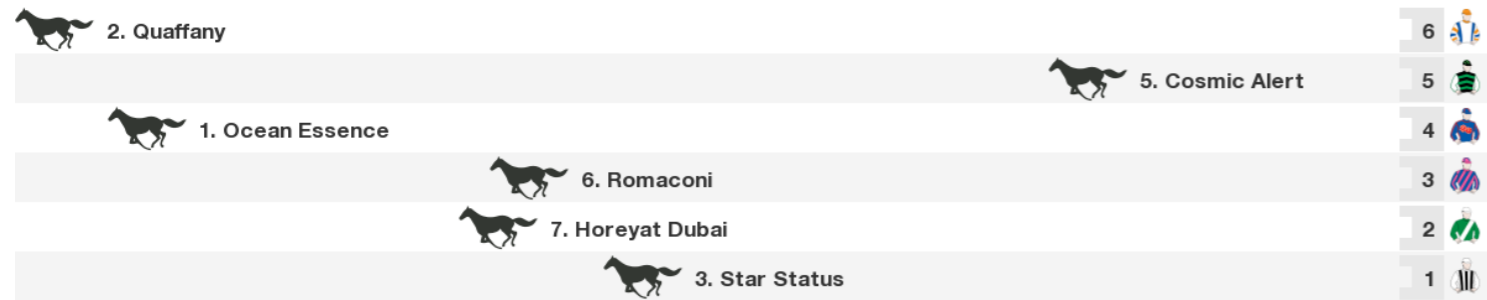 2. Quaffany 6
5. Cosmic Alert 5
1. Ocean Essence 4
6. Romaconi 3
7. Horeyat Dubai 2
3. Star Status 1